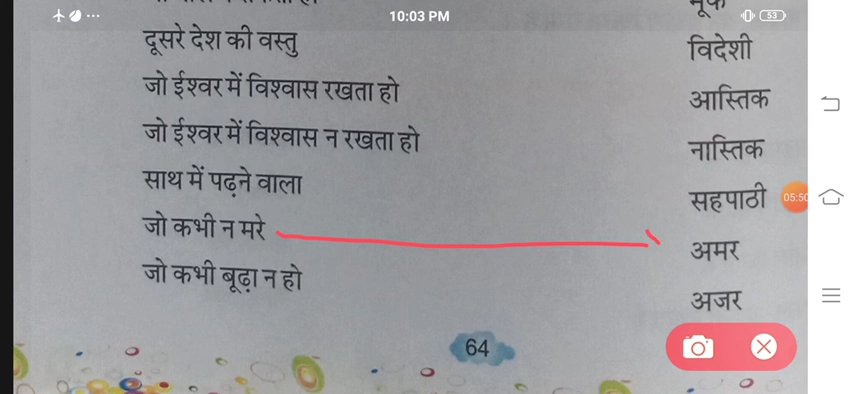 10:03 PM
53
दूसरे देश की वस्तु विदेशी
जो ईश्वर में विश्वास रखता हो आस्तिक
जो ईश्वर में विश्वास न रखता हो नास्तिक
साथ में पढ़ने वाला सहपाठी
05:50
जो कभी न मरे अमर
जो कभी बूढ़ा न हो अजर
64